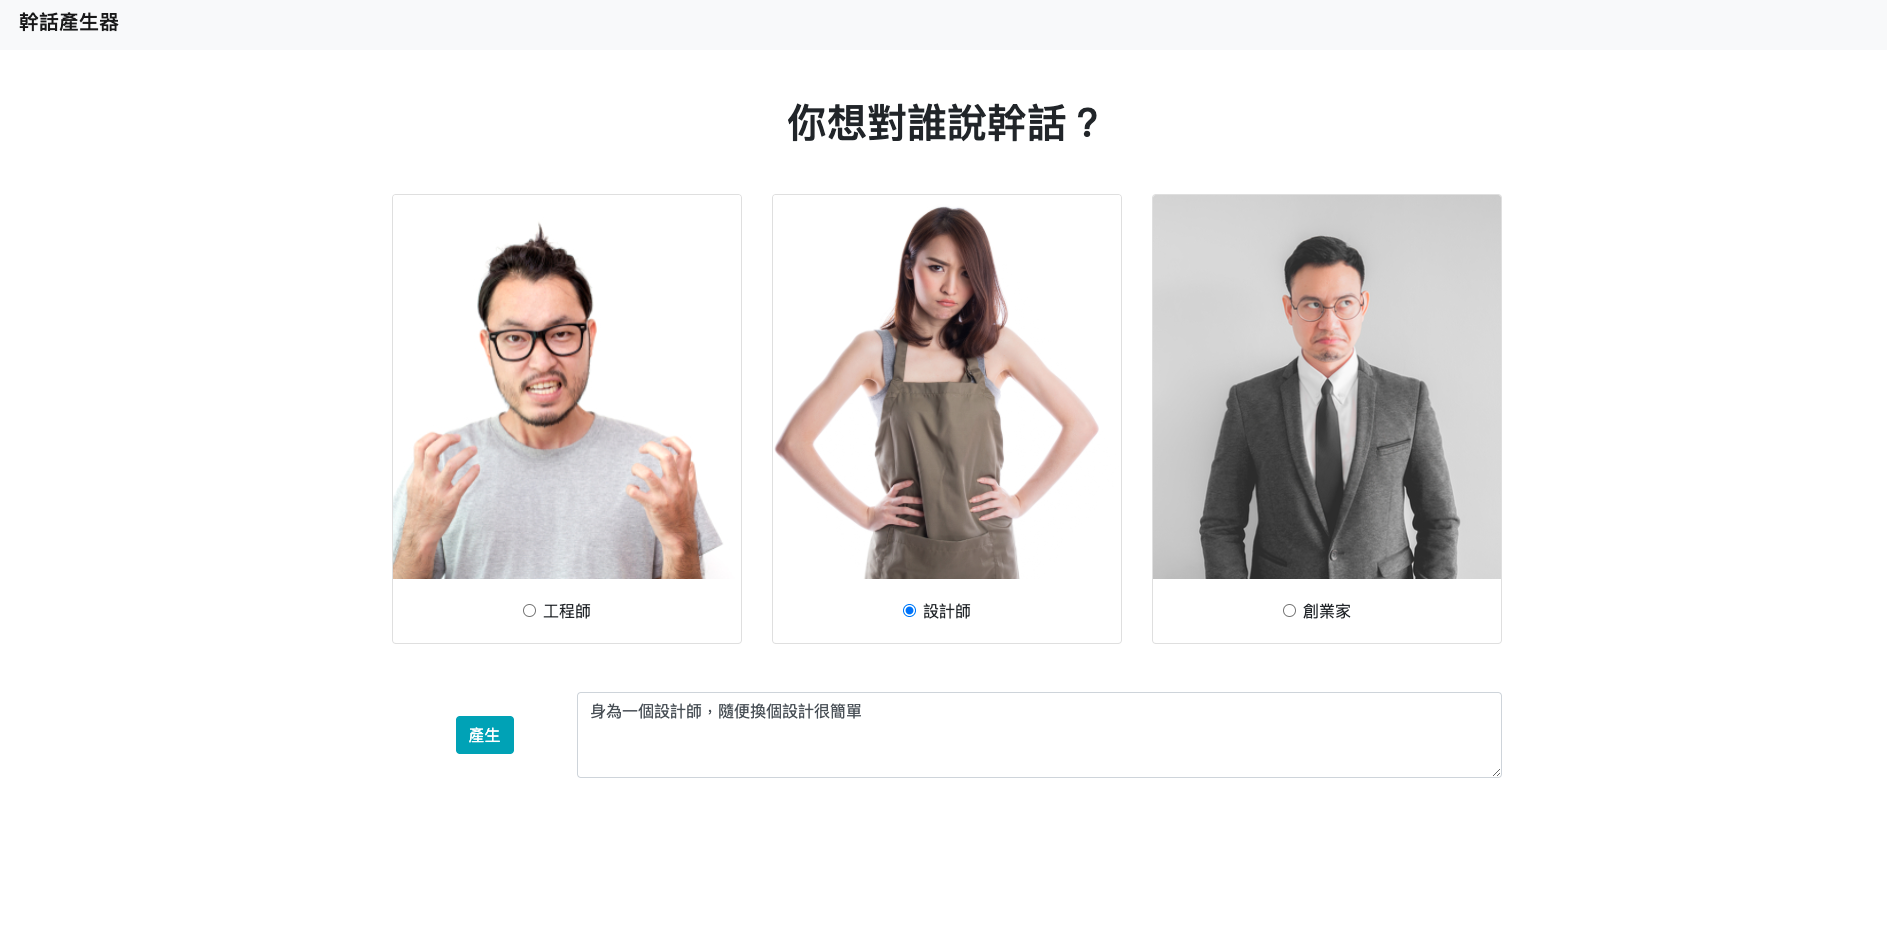 幹話產生器
你想對誰說幹話？
工程師
設計師
創業家
產生
身為一個設計師，隨便換個設計很簡單